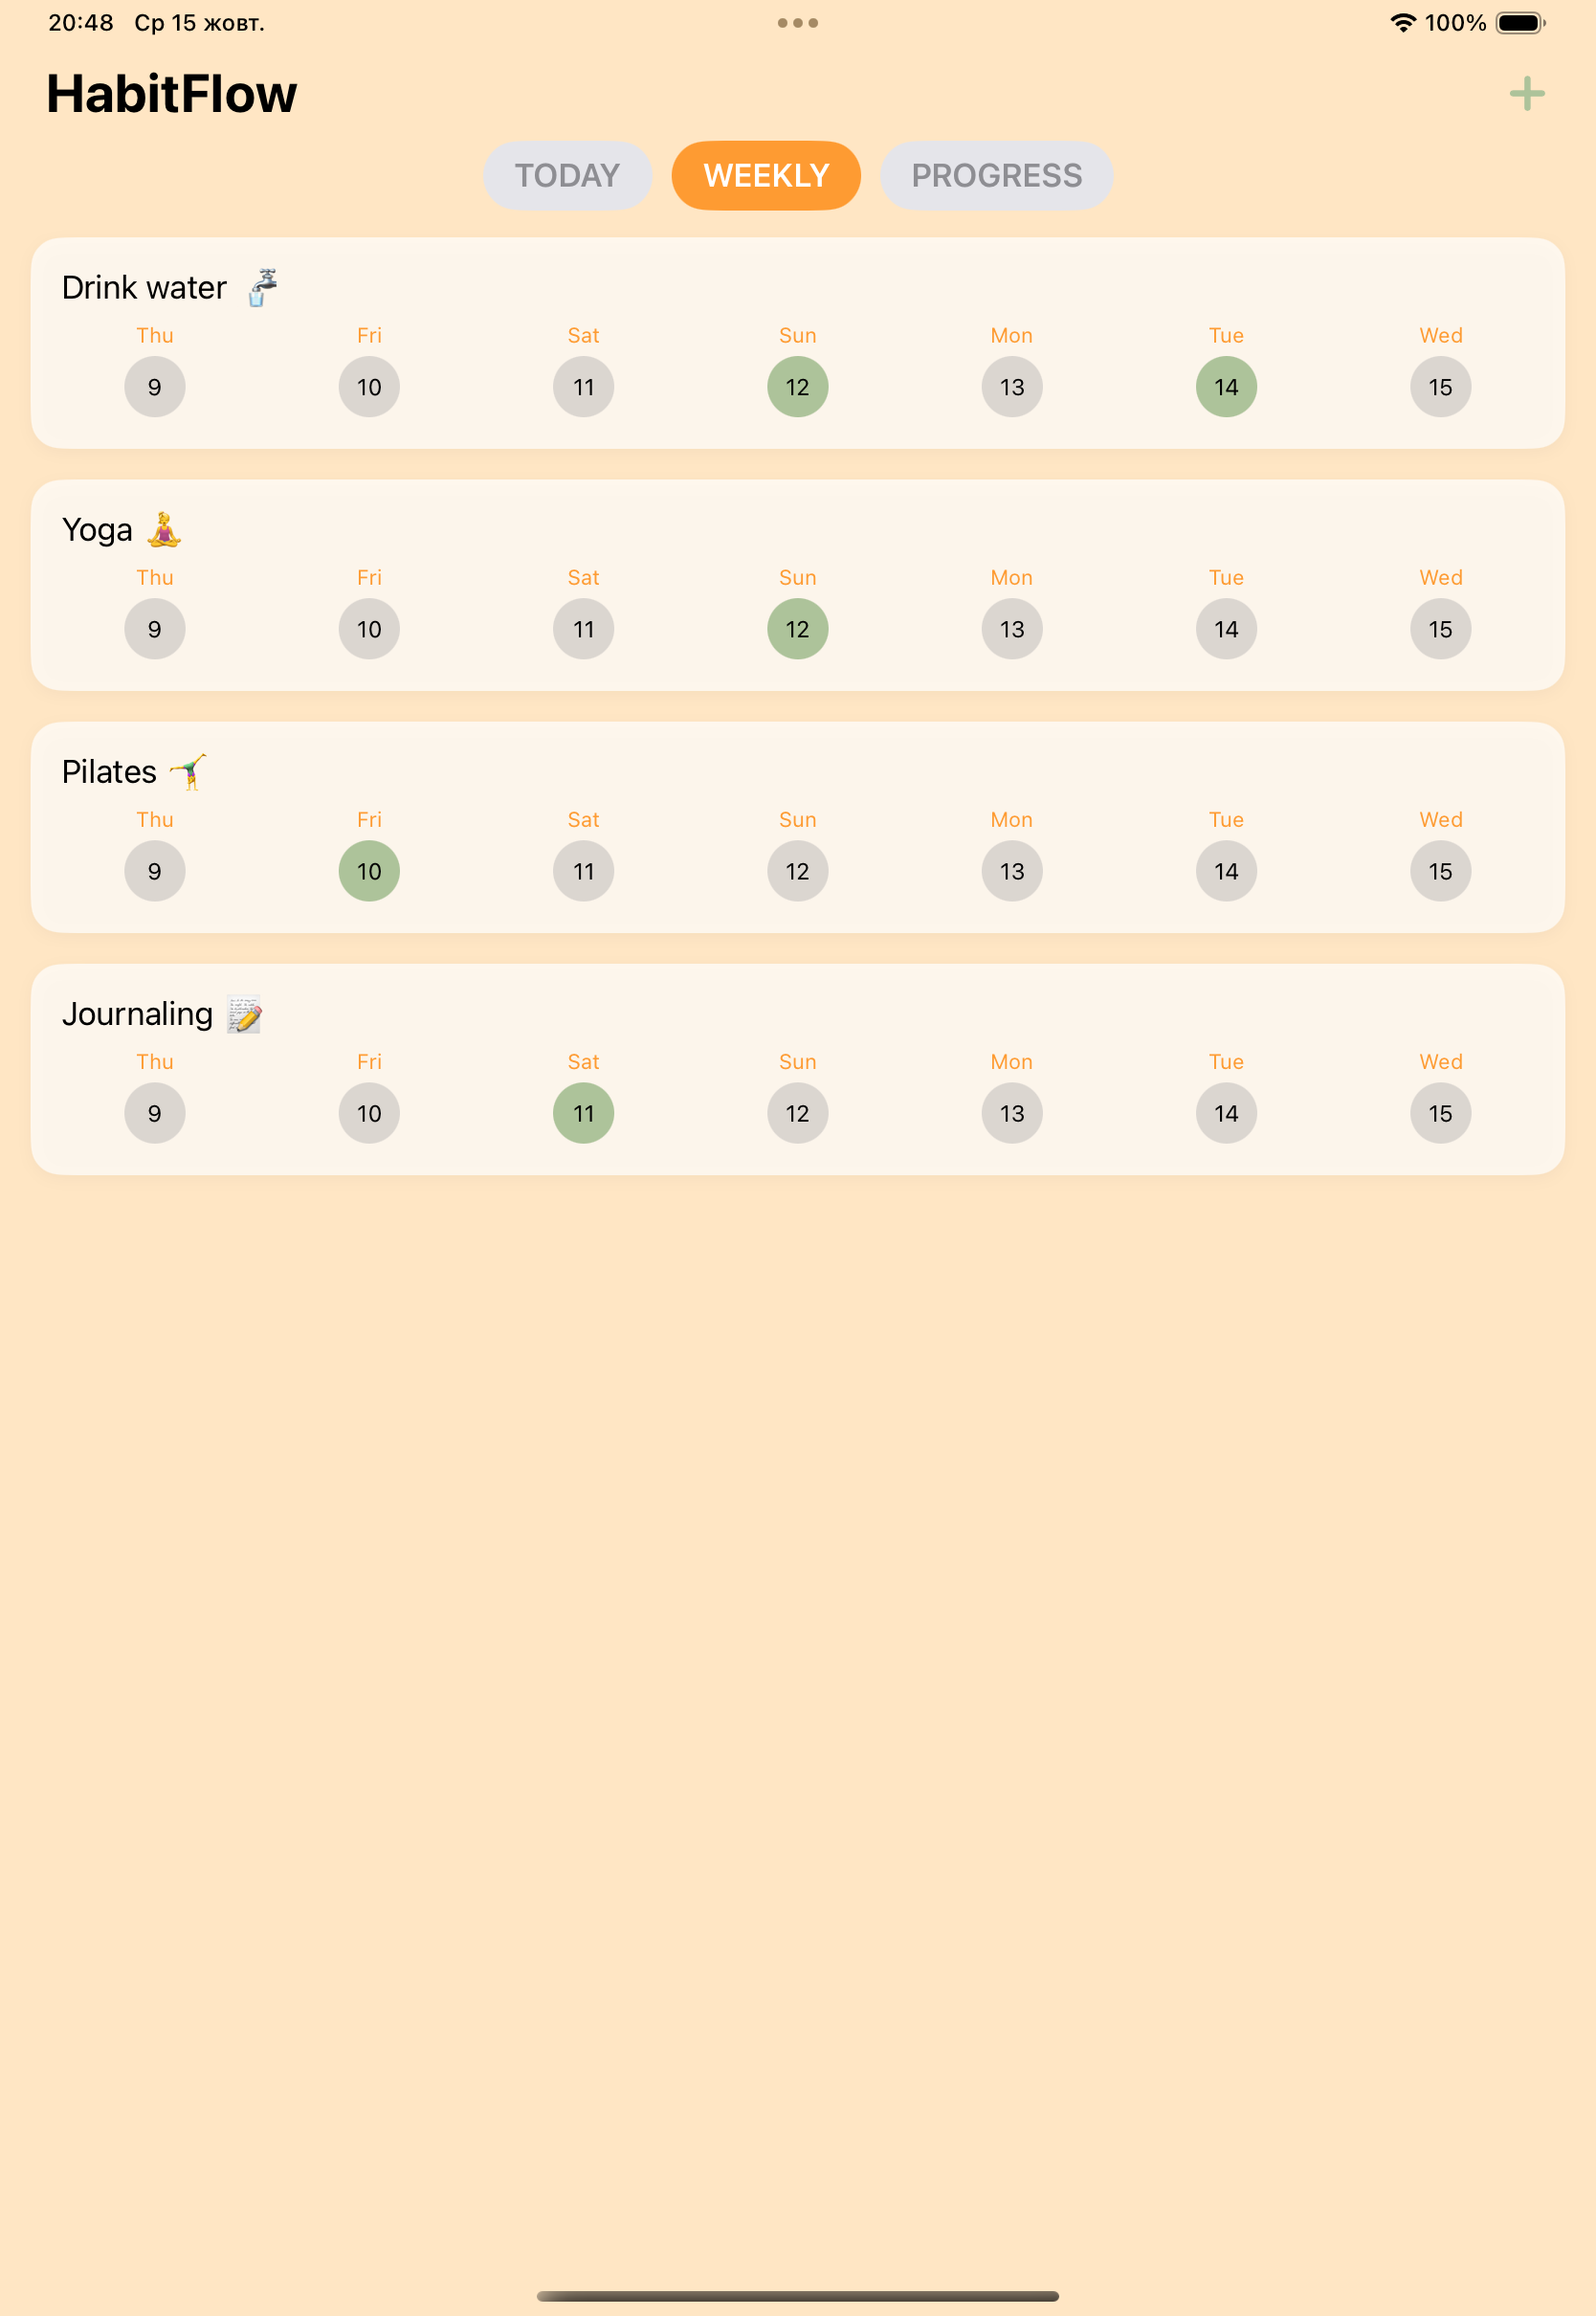 20:48 Ср 15 жовт. 100%
HabitFlow
TODAY WEEKLY PROGRESS
Drink water
Thu Fri Sat Sun Mon Tue Wed
9 10 11 12 13 14 15
Yoga
Thu Fri Sat Sun Mon Tue Wed
9 10 11 12 13 14 15
Pilates
Thu Fri Sat Sun Mon Tue Wed
9 10 11 12 13 14 15
Journaling
Thu Fri Sat Sun Mon Tue Wed
9 10 11 12 13 14 15